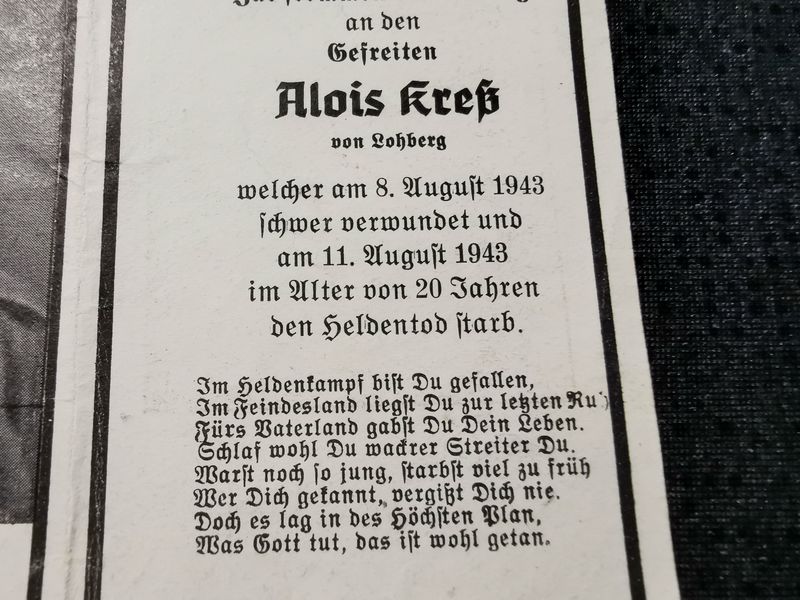 an den
Gefreiten
Alois Kreß
von Lohberg
welcher am 8. August 1943
schwer verwundet und
am 11. August 1943
im Alter von 20 Jahren
den Heldentod starb.
Im Heldenkampf bist Du gefallen,
Im Feindesland liegst Du zur letzten Ru
Fürs Vaterland gabst Du Dein Leben.
Schlaf wohl Du wackrer Streiter Du.
Warst noch so jung, starbst viel zu früh
Wer Dich gekannt, vergißt Dich nie.
Doch es lag in des Höchsten Plan,
Was Gott tut, das ist wohl getan.